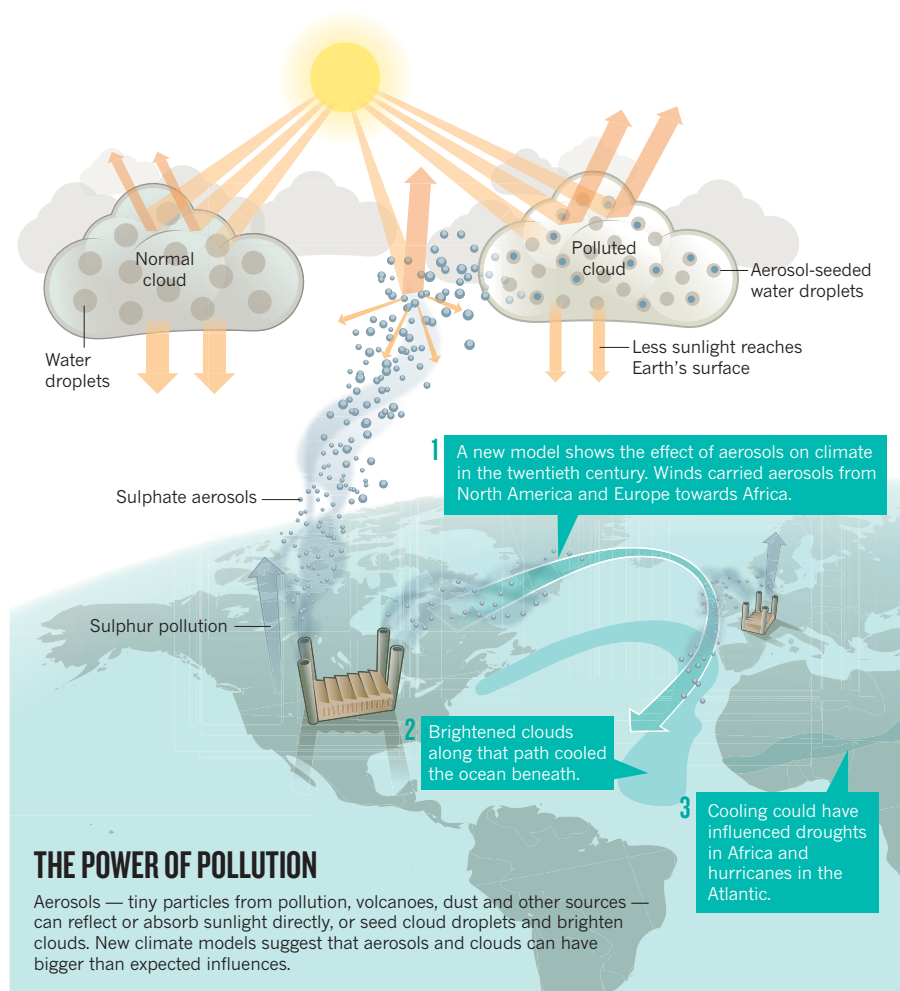 Normal
cloud
Polluted
cloud
Aerosol-seeded
water droplets
Water
droplets
Less sunlight reaches
Earth’s surface
1
A new model shows the effect of aerosols on climate
in the twentieth century. Winds carried aerosols from
North America and Europe towards Africa.
Sulphate aerosols
Sulphur pollution
2
Brightened clouds
along that path cooled
the ocean beneath.
3
Cooling could have
influenced droughts
in Africa and
hurricanes in the
Atlantic.
THE POWER OF POLLUTION
Aerosols — tiny particles from pollution, volcanoes, dust and other sources —
can reflect or absorb sunlight directly, or seed cloud droplets and brighten
clouds. New climate models suggest that aerosols and clouds can have
bigger than expected influences.